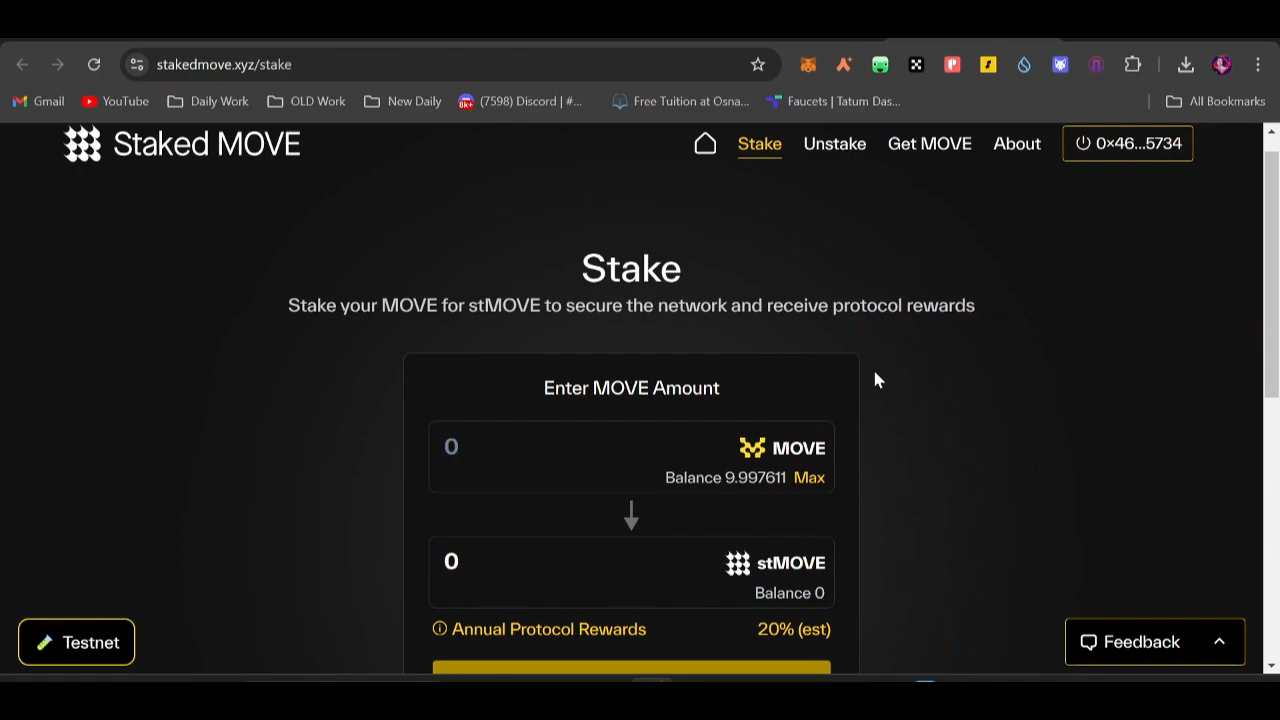 stakedmove.xyz/stake
Gmail YouTube Daily Work OLD Work New Daily (7598) Discord | #... Free Tuition at Osna... Faucets | Tatum Das... All Bookmarks
Staked MOVE Stake Unstake Get MOVE About 0×46...5734
Stake
Stake your MOVE for stMOVE to secure the network and receive protocol rewards
Enter MOVE Amount
0 MOVE
Balance 9.997611 Max
0 stMOVE
Balance 0
Annual Protocol Rewards 20% (est)
Testnet Feedback